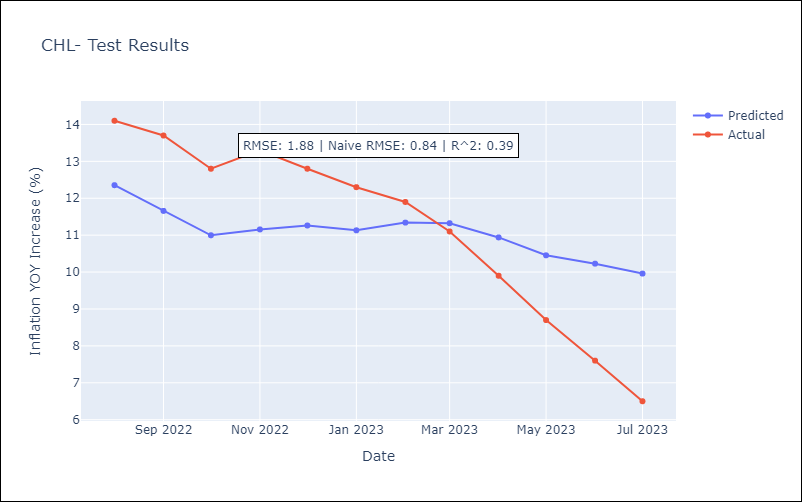 CHL- Test Results
Predicted
Actual
RMSE: 1.88 | Naive RMSE: 0.84 | R^2: 0.39
Inflation YOY Increase (%)
14
13
12
11
10
9
8
7
6
Sep 2022
Nov 2022
Jan 2023
Mar 2023
May 2023
Jul 2023
Date